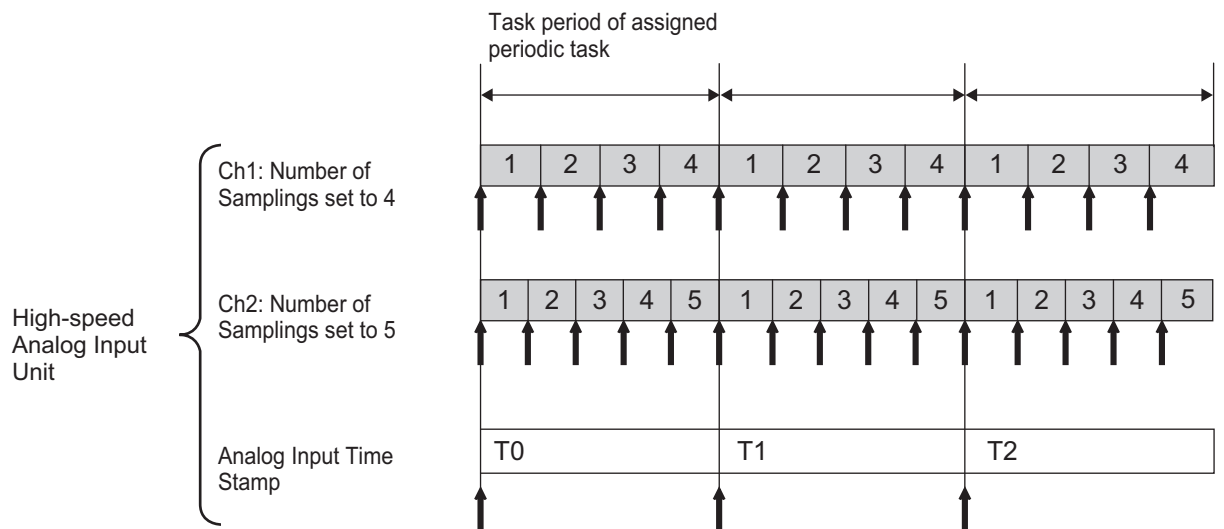 Task period of assigned
periodic task
Ch1: Number of
Samplings set to 4
1 2 3 4 1 2 3 4 1 2 3 4
High-speed
Analog Input
Unit
Ch2: Number of
Samplings set to 5
1 2 3 4 5 1 2 3 4 5 1 2 3 4 5
Analog Input Time
Stamp
T0 T1 T2